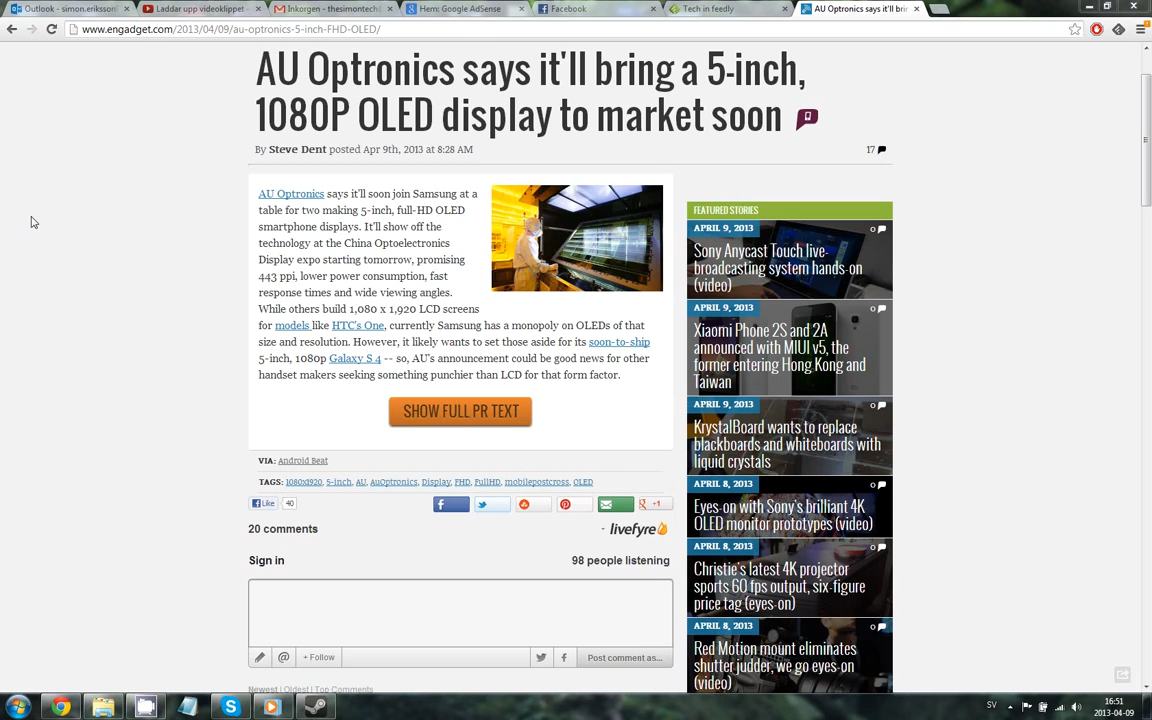 Outlook - simon.eriksson
Laddar upp videoklippet -
Inkorgen - thesimontech
Hem: Google AdSense
Facebook
Tech in feedly
AU Optronics says it'll bri
www.engadget.com/2013/04/09/au-optronics-5-inch-FHD-OLED/
AU Optronics says it'll bring a 5-inch,
1080P OLED display to market soon
By Steve Dent posted Apr 9th, 2013 at 8:28 AM
17
AU Optronics says it'll soon join Samsung at a
table for two making 5-inch, full-HD OLED
smartphone displays. It'll show off the
technology at the China Optoelectronics
Display expo starting tomorrow, promising
443 ppi, lower power consumption, fast
response times and wide viewing angles.
While others build 1,080 x 1,920 LCD screens
for models like HTC's One, currently Samsung has a monopoly on OLEDs of that
size and resolution. However, it likely wants to set those aside for its soon-to-ship
5-inch, 1080p Galaxy S 4 -- so, AU's announcement could be good news for other
handset makers seeking something punchier than LCD for that form factor.
SHOW FULL PR TEXT
VIA: Android Beat
TAGS: 1080x1920, 5-inch, AU, AuOptronics, Display, FHD, FullHD, mobilepostcross, OLED
Like 40
+1
20 comments
- livefyre
Sign in
98 people listening
@ + Follow
Post comment as...
Newest | Oldest | Top Comments
FEATURED STORIES
APRIL 9, 2013 0
Sony Anycast Touch live-
broadcasting system hands-on
(video)
APRIL 9, 2013 0
Xiaomi Phone 2S and 2A
announced with MIUI v5, the
former entering Hong Kong and
Taiwan
APRIL 9, 2013 0
KrystalBoard wants to replace
blackboards and whiteboards with
liquid crystals
APRIL 8, 2013 0
Eyes-on with Sony's brilliant 4K
OLED monitor prototypes (video)
APRIL 8, 2013 0
Christie's latest 4K projector
sports 60 fps output, six-figure
price tag (eyes-on)
APRIL 8, 2013 0
Red Motion mount eliminates
shutter judder, we go eyes-on
(video)
SV
16:51
2013-04-09